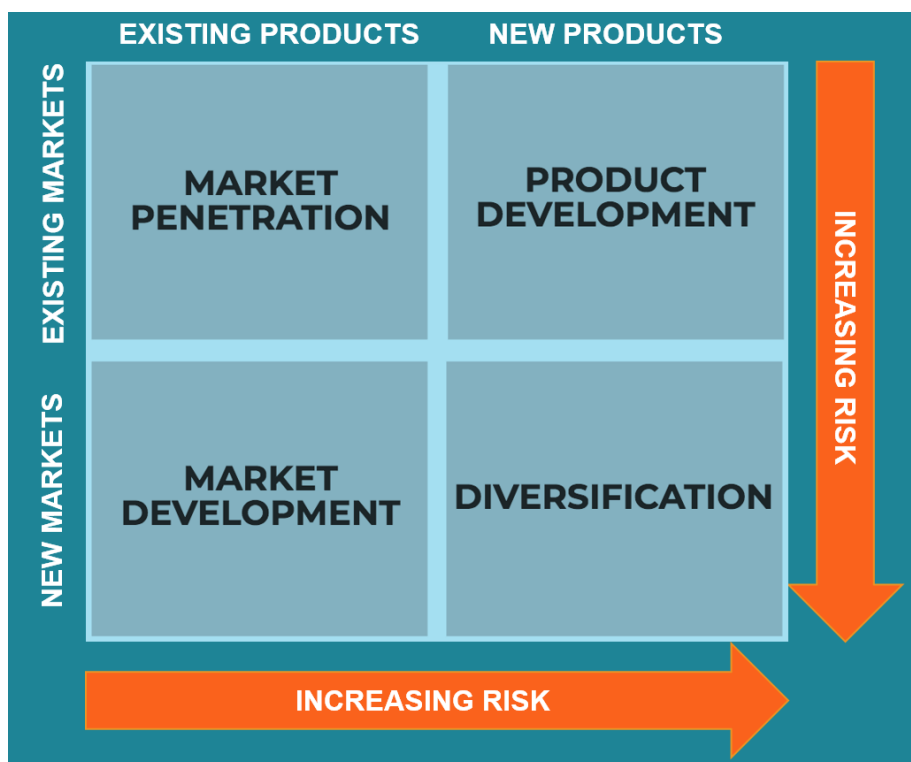 EXISTING PRODUCTS
NEW PRODUCTS
EXISTING MARKETS
MARKET
PENETRATION
PRODUCT
DEVELOPMENT
INCREASING RISK
NEW MARKETS
MARKET
DEVELOPMENT
DIVERSIFICATION
INCREASING RISK